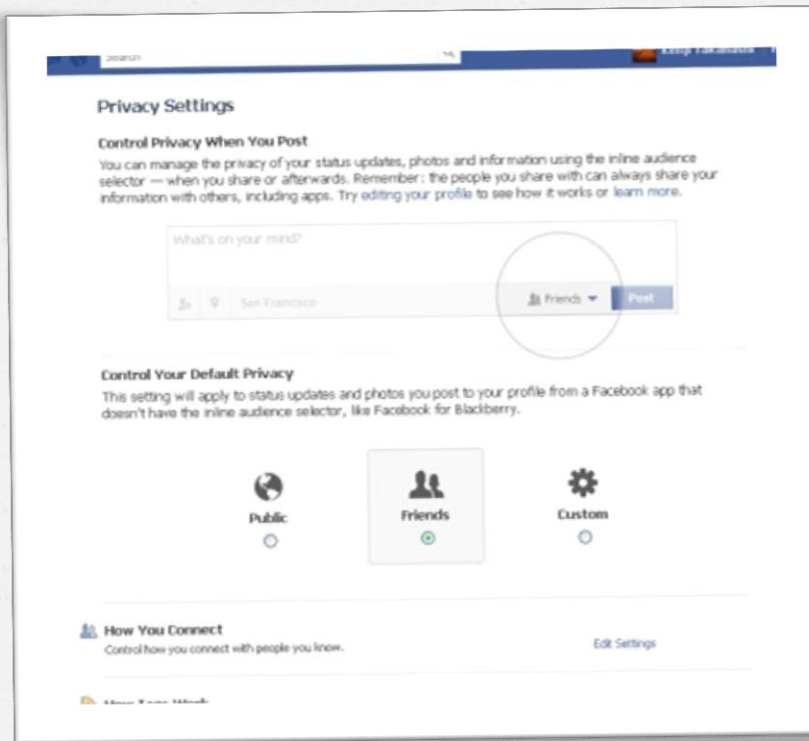 Search
Privacy Settings
Control Privacy When You Post
You can manage the privacy of your status updates, photos and information using the inline audience
selector — when you share or afterwards. Remember: the people you share with can always share your
information with others, including apps. Try editing your profile to see how it works or learn more.
What's on your mind?
San Francisco
Friends
Post
Control Your Default Privacy
This setting will apply to status updates and photos you post to your profile from a Facebook app that
doesn't have the inline audience selector, like Facebook for Blackberry.
Public
Friends
Custom
How You Connect
Control how you connect with people you know.
Edit Settings
How Tags Work